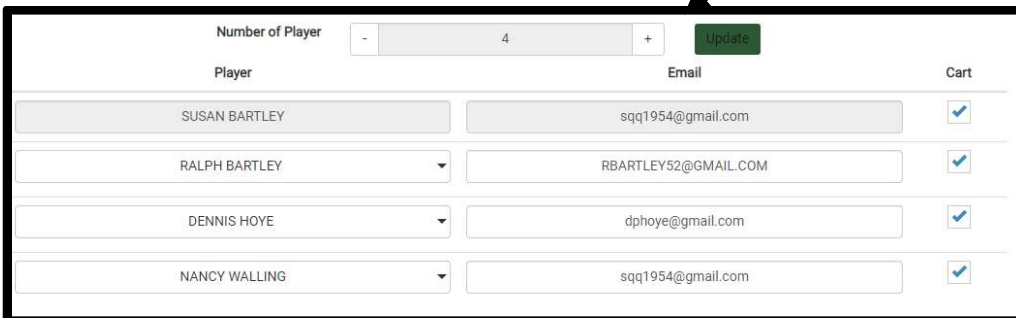 Number of Player - 4 + Update
Player Email Cart
SUSAN BARTLEY sqq1954@gmail.com
RALPH BARTLEY RBARTLEY52@GMAIL.COM
DENNIS HOYE dphoye@gmail.com
NANCY WALLING sqq1954@gmail.com